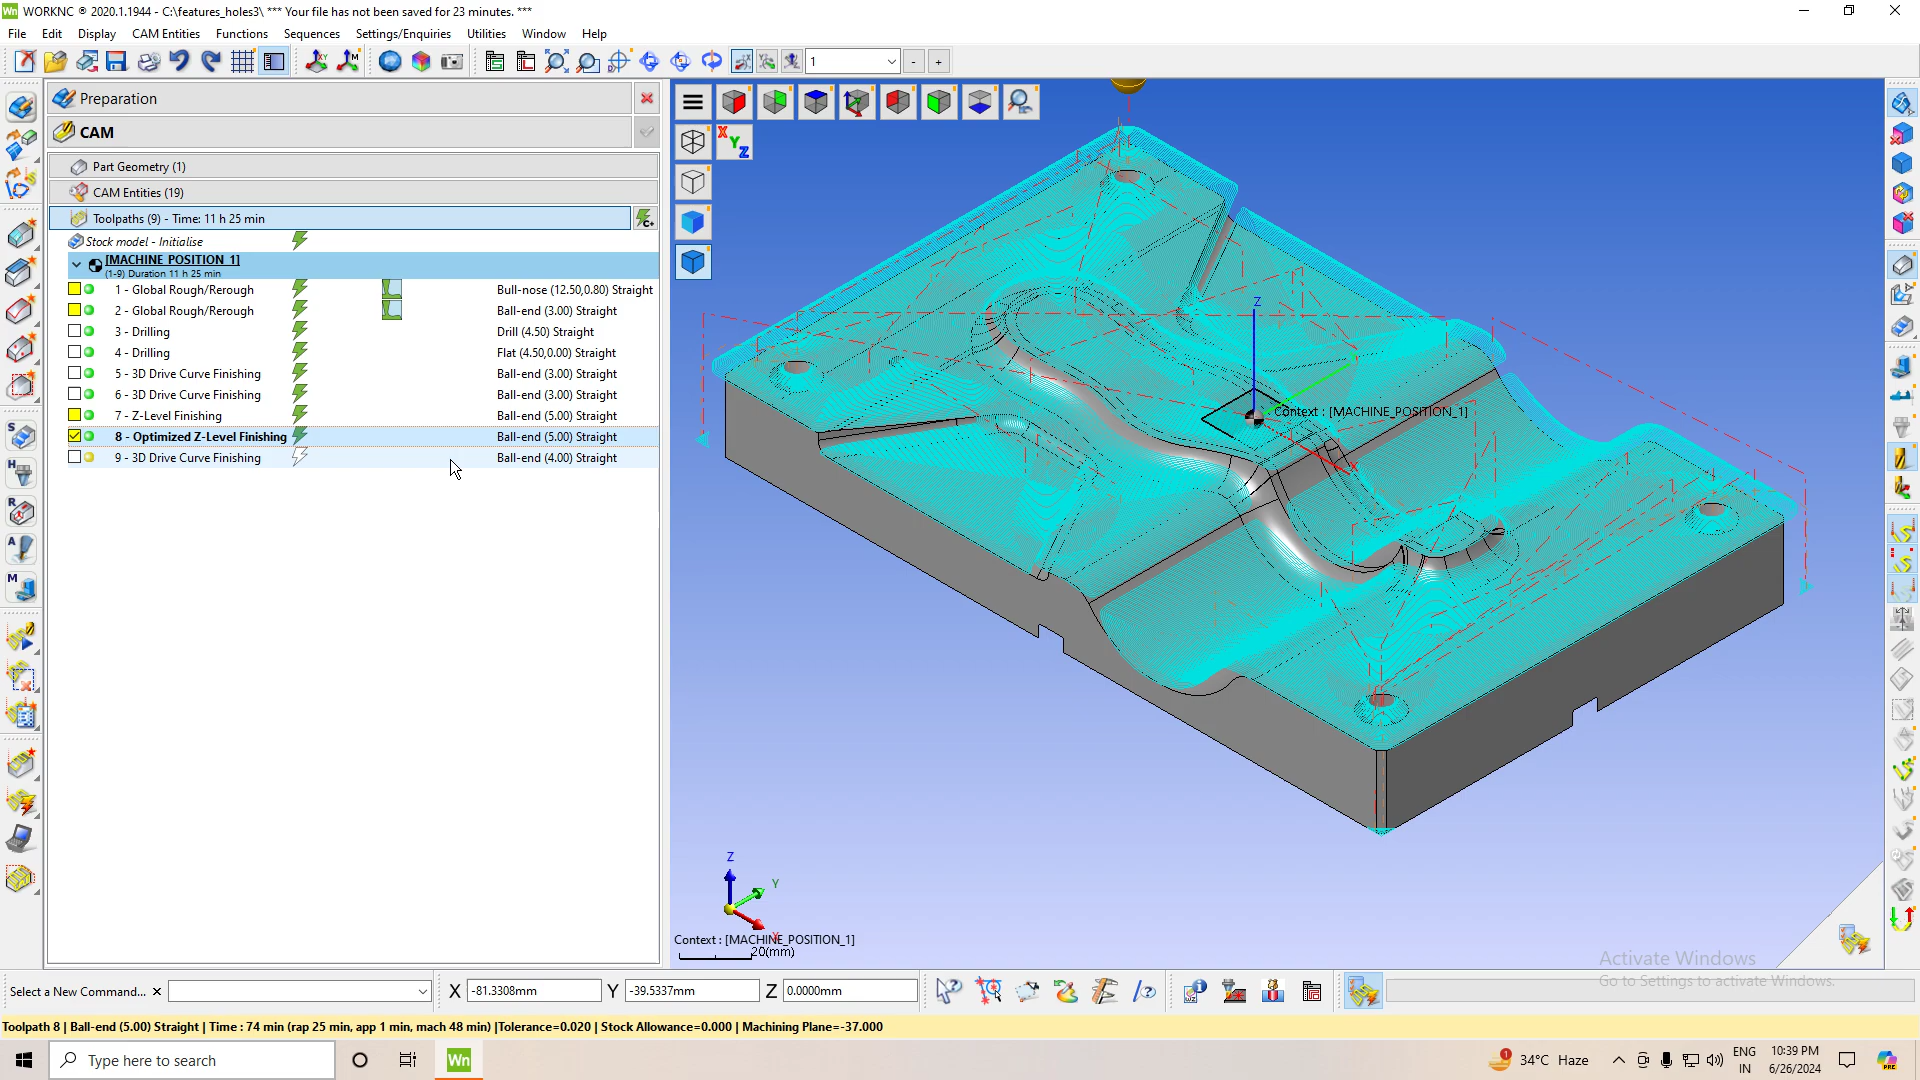 WORKNC ® 2020.1.1944 - C:\features_holes3\ *** Your file has not been saved for 23 minutes. ***
File Edit Display CAM Entities Functions Sequences Settings/Enquiries Utilities Window Help
1
- +
Preparation
CAM
Part Geometry (1)
CAM Entities (19)
Toolpaths (9) - Time: 11 h 25 min
Stock model - Initialise
[MACHINE POSITION 1]
(1-9) Duration 11 h 25 min
1 - Global Rough/Rerough Bull-nose (12.50,0.80) Straight
2 - Global Rough/Rerough Ball-end (3.00) Straight
3 - Drilling Drill (4.50) Straight
4 - Drilling Flat (4.50,0.00) Straight
5 - 3D Drive Curve Finishing Ball-end (3.00) Straight
6 - 3D Drive Curve Finishing Ball-end (3.00) Straight
7 - Z-Level Finishing Ball-end (5.00) Straight
8 - Optimized Z-Level Finishing Ball-end (5.00) Straight
9 - 3D Drive Curve Finishing Ball-end (4.00) Straight
X Y Z
Z
Context : [MACHINE_POSITION_1]
X
Z
Y
X
Context : [MACHINE_POSITION_1]
20(mm)
Activate Windows
Go to Settings to activate Windows.
Select a New Command... X -81.3308mm Y -39.5337mm Z 0.0000mm
Toolpath 8 | Ball-end (5.00) Straight | Time : 74 min (rap 25 min, app 1 min, mach 48 min) |Tolerance=0.020 | Stock Allowance=0.000 | Machining Plane=-37.000
Type here to search
Wn
1
34°C Haze
ENG
IN
10:39 PM
6/26/2024